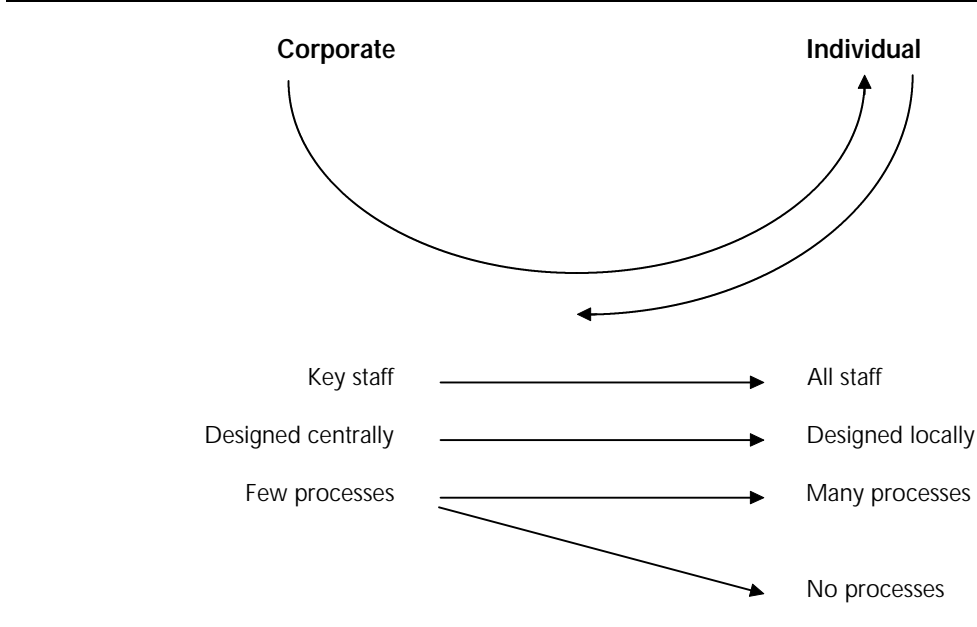 Corporate Individual
Key staff All staff
Designed centrally Designed locally
Few processes Many processes
No processes